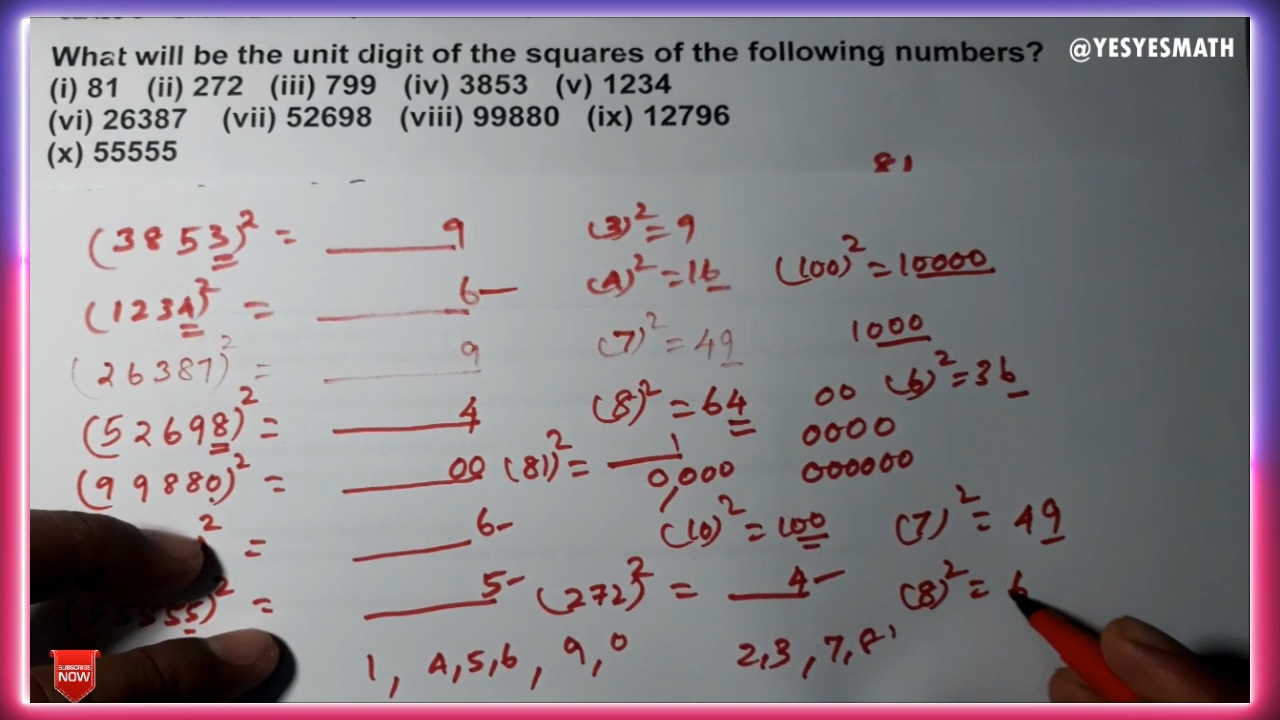 @YESYESMATH
What will be the unit digit of the squares of the following numbers?
(i) 81 (ii) 272 (iii) 799 (iv) 3853 (v) 1234
(vi) 26387 (vii) 52698 (viii) 99880 (ix) 12796
(x) 55555
81
(3853)² = 9 (3)² = 9
(1234)² = 6 (4)² = 16 (100)² = 10000
(26387)² = 9 (7)² = 49 1000
(52698)² = 4 (8)² = 64 00 (6)² = 36
0000
(99880)² = 00 (81)² = 1 000000
0,000
² = 6 (10)² = 100 (7)² = 49
55)² = 5 (272)² = 4 (8)² = 6
1, 4,5,6, 9,0 2,3,7,8,
SUBSCRIBE
NOW